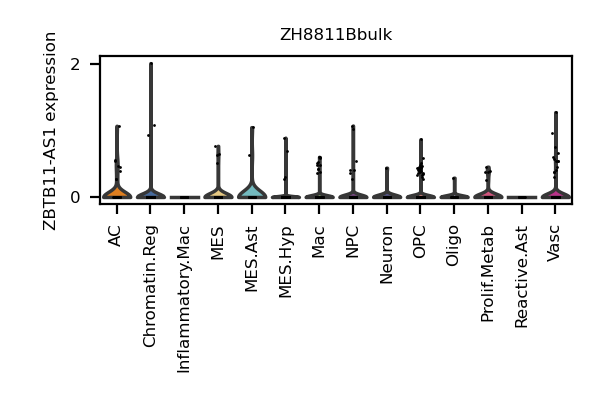 ZH8811Bbulk
ZBTB11-AS1 expression
2
0
AC
Chromatin.Reg
Inflammatory.Mac
MES
MES.Ast
MES.Hyp
Mac
NPC
Neuron
OPC
Oligo
Prolif.Metab
Reactive.Ast
Vasc